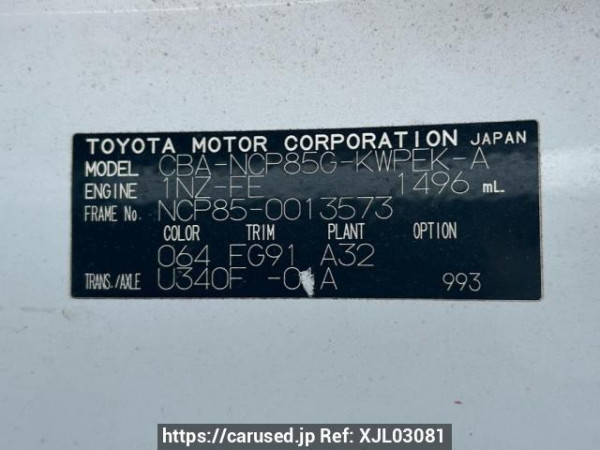 TOYOTA MOTOR CORPORATION JAPAN
MODEL CBA-NCP85G-KWPEK-A
ENGINE 1NZ-FE 1496 mL
FRAME No. NCP85-0013573
COLOR TRIM PLANT OPTION
064 FG91 A32
TRANS./AXLE U340F -0 A 993
https://carused.jp Ref: XJL03081